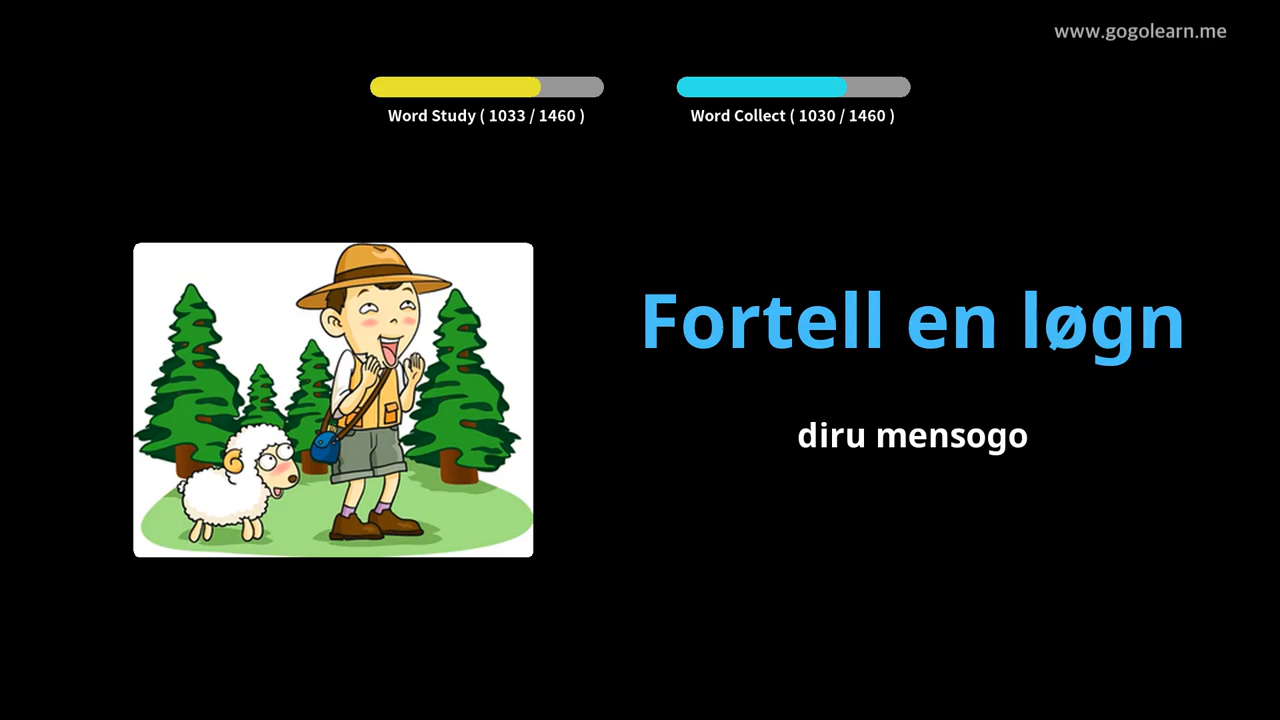 www.gogolearn.me
Word Study ( 1033 / 1460 )
Word Collect ( 1030 / 1460 )
Fortell en løgn
diru mensogo